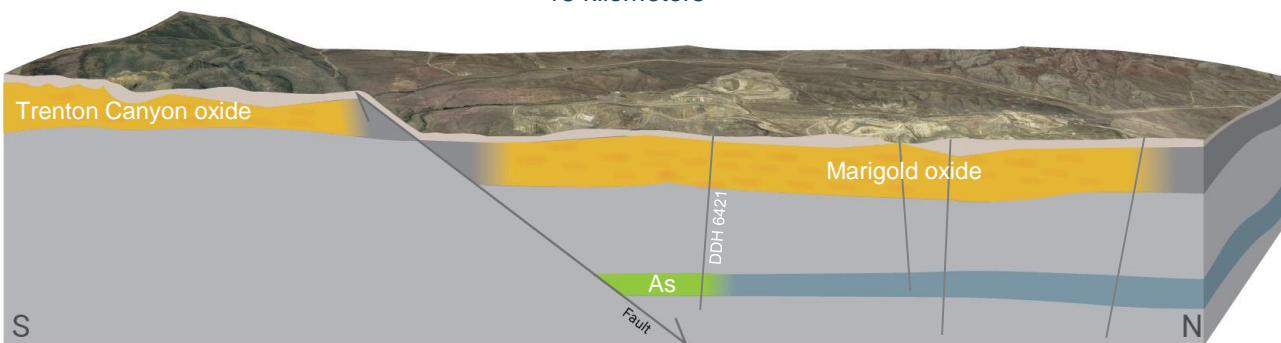 Trenton Canyon oxide
Marigold oxide
DDH 6421
As
Fault
S
N